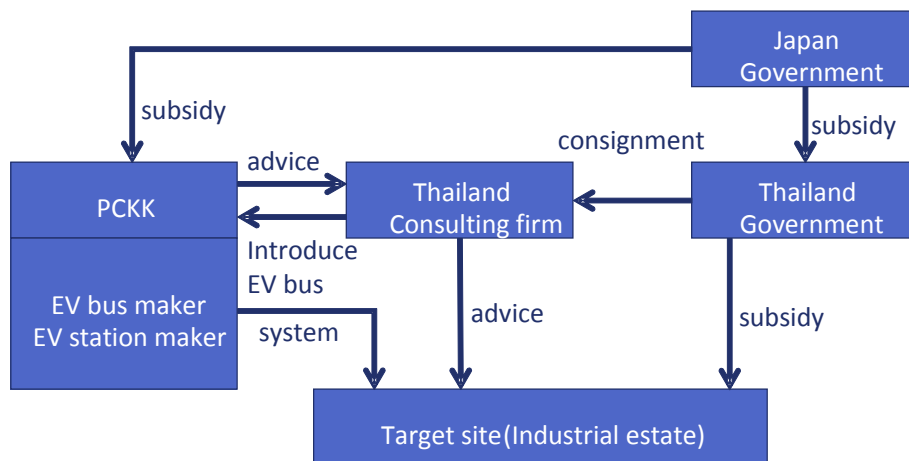 Japan
Government
subsidy
subsidy
consignment
advice
PCKK
Thailand
Consulting firm
Thailand
Government
Introduce
EV bus
EV bus maker
EV station maker
system
advice
subsidy
Target site(Industrial estate)